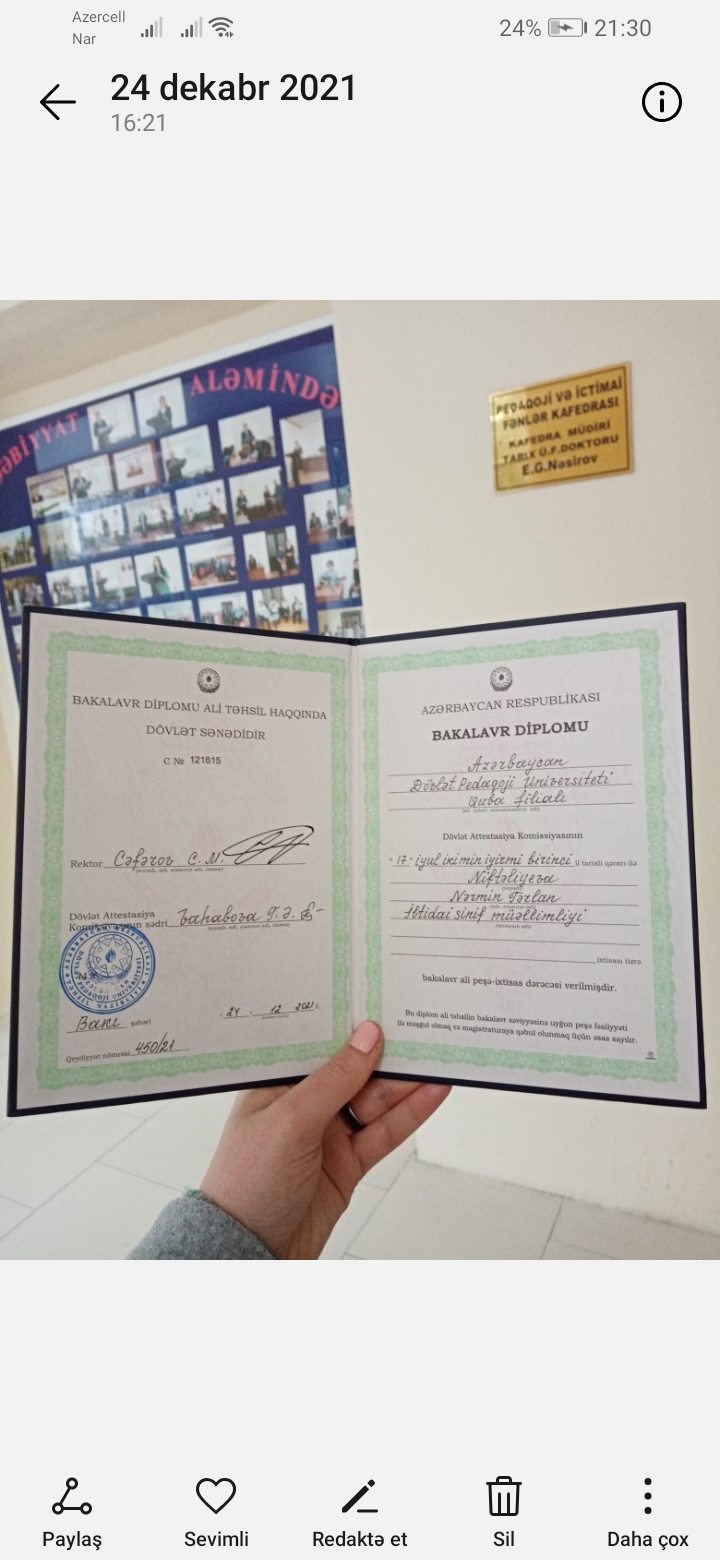 Azercell
Nar
24% 21:30
24 dekabr 2021
16:21
ƏDƏBİYYAT ALƏMİNDƏ
PEDAQOJİ VƏ İCTİMAİ
FƏNLƏR KAFEDRASI
KAFEDRA MÜDİRİ
TARİX Ü.F.DOKTORU
E.G.Nəsirov
BAKALAVR DİPLOMU ALİ TƏHSİL HAQQINDA
DÖVLƏT SƏNƏDİDİR
C № 121615
Rektor Cəfərov C.M.
Dövlət Attestasiya
Komissiyasının sədri Vahabova T.Ə.
Bakı şəhəri
24 . 12 2021
Qeydiyyat nömrəsi 450/21
AZƏRBAYCAN RESPUBLİKASI
BAKALAVR DİPLOMU
Azərbaycan
Dövlət Pedaqoji Universiteti
Quba filialı
Dövlət Attestasiya Komissiyasının
"17" iyul iki min iyirmi birinci il tarixli qərarı ilə
Niftəliyeva
Nərmin Tərlan
İbtidai sinif müəllimliyi
ixtisası üzrə
bakalavr ali peşə-ixtisas dərəcəsi verilmişdir.
Bu diplom ali təhsilin bakalavr səviyyəsinə uyğun peşə fəaliyyəti
ilə məşğul olmaq və magistraturaya qəbul olunmaq üçün əsas sayılır.
Paylaş Sevimli Redaktə et Sil Daha çox